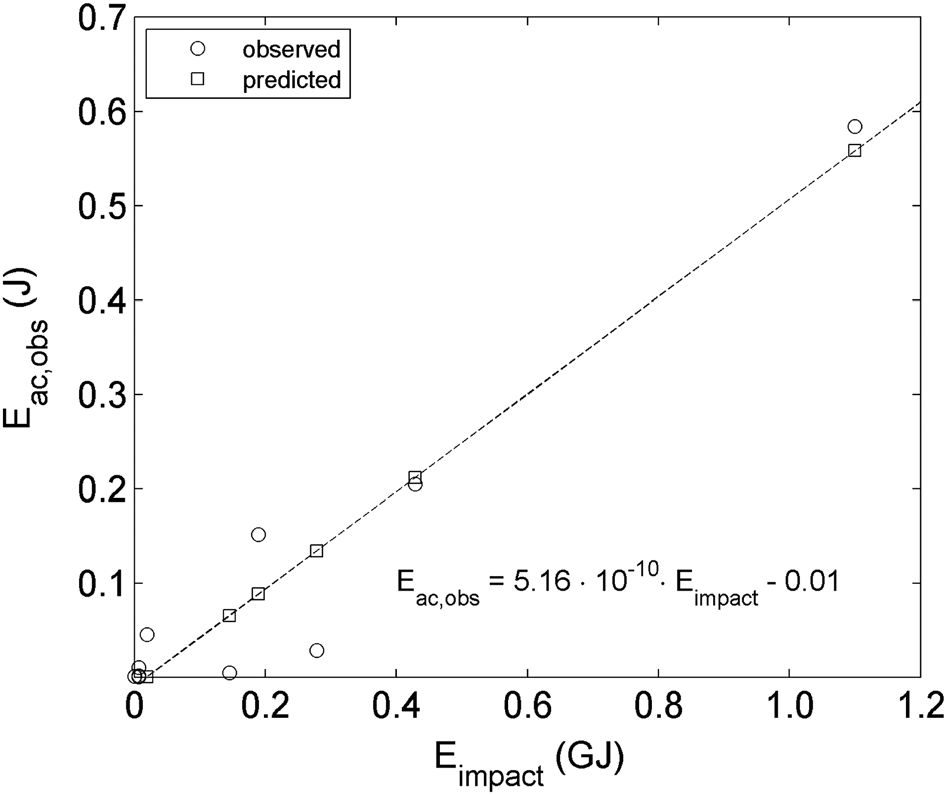 0.7
observed
predicted
0.6
0.5
0.4
0.3
0.2
0.1
E_ac,obs (J)
E_ac,obs = 5.16 · 10^-10 · E_impact - 0.01
0 0.2 0.4 0.6 0.8 1.0 1.2
E_impact (GJ)